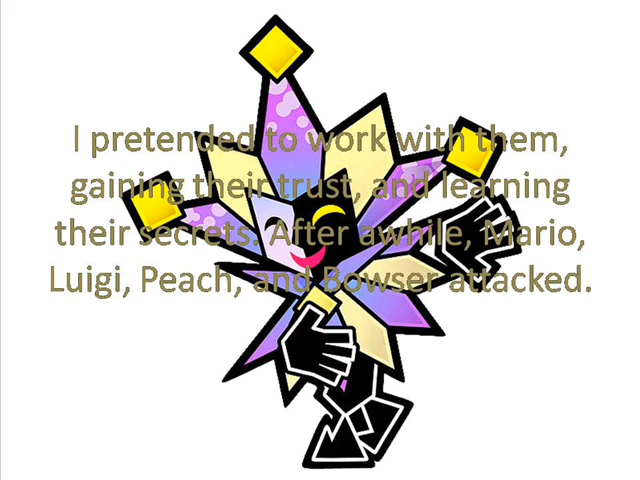 I pretended to work with them,
gaining their trust, and learning
their secrets. After awhile, Mario,
Luigi, Peach, and Bowser attacked.